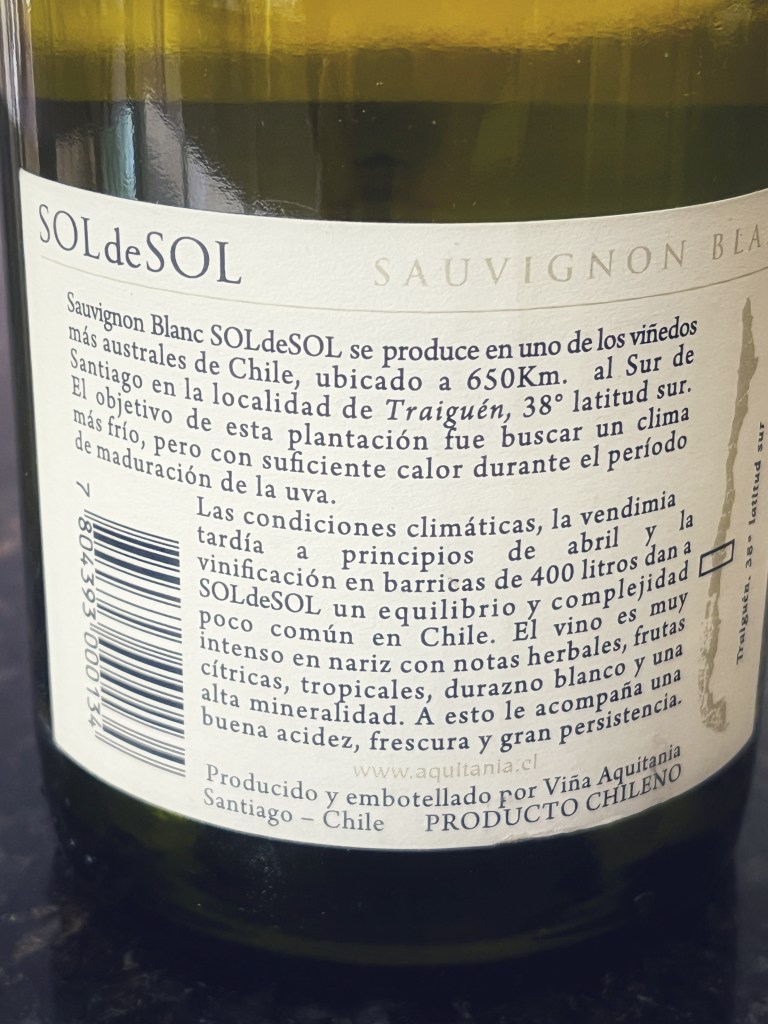 SOLdeSOL
SAUVIGNON
Sauvignon Blanc SOLdeSOL se produce en uno de los viñedos
más australes de Chile, ubicado a 650Km. al Sur de
Santiago en la localidad de Traiguén, 38° latitud sur.
El objetivo de esta plantación fue buscar un clima
más frío, pero con suficiente calor durante el período
de maduración de la uva.
Las condiciones climáticas, la vendimia
tardía a principios de abril y la
vinificación en barricas de 400 litros dan a
SOLdeSOL un equilibrio y complejidad
poco común en Chile. El vino es muy
intenso en nariz con notas herbales, frutas
cítricas, tropicales, durazno blanco y una
alta mineralidad. A esto le acompaña una
buena acidez, frescura y gran persistencia.
www.aquitania.cl
Producido y embotellado por Viña Aquitania
Santiago – Chile PRODUCTO CHILENO
7 804393 000134
Traiguén. 38° latitud sur